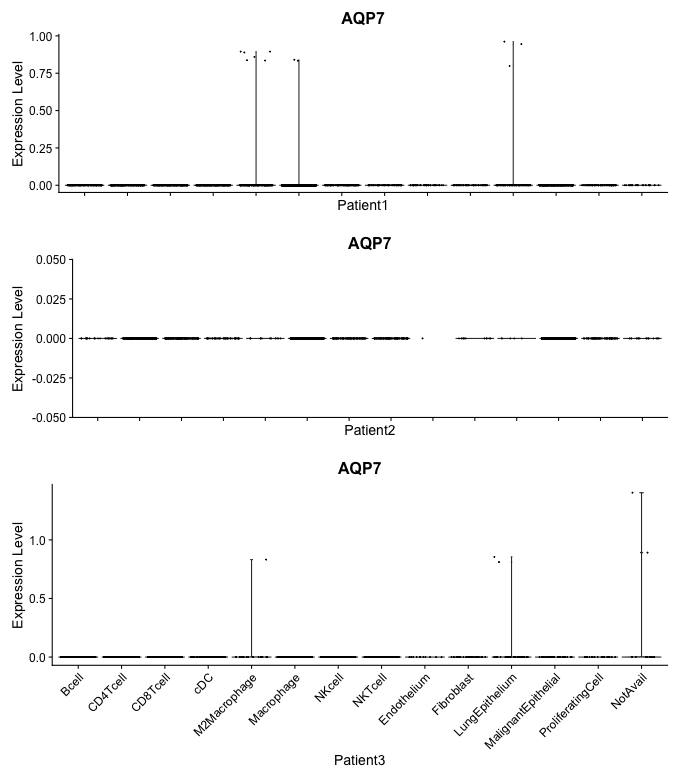 AQP7
Expression Level
1.00
0.75
0.50
0.25
0.00
Patient1
AQP7
Expression Level
0.050
0.025
0.000
-0.025
-0.050
Patient2
AQP7
Expression Level
1.0
0.5
0.0
Bcell
CD4Tcell
CD8Tcell
cDC
M2Macrophage
Macrophage
NKcell
NKTcell
Endothelium
Fibroblast
LungEpithelium
MalignantEpithelial
ProliferatingCell
NotAvail
Patient3